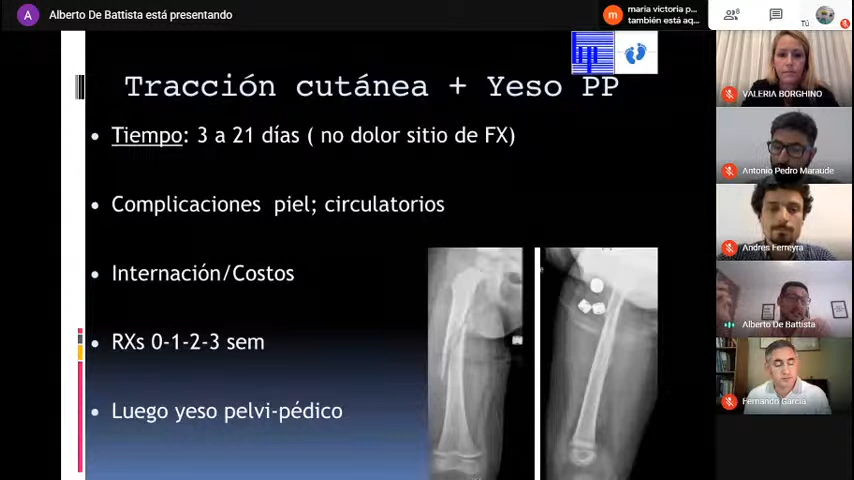 A
Alberto De Battista está presentando
m
maria victoria p...
también está aq...
8
Tú
Tracción cutánea + Yeso PP
Tiempo: 3 a 21 días ( no dolor sitio de FX)
Complicaciones piel; circulatorios
Internación/Costos
RXs 0-1-2-3 sem
Luego yeso pelvi-pédico
VALERIA BORGHINO
Antonio Pedro Maraude
Andres Ferreyra
Alberto De Battista
Fernando Garcia